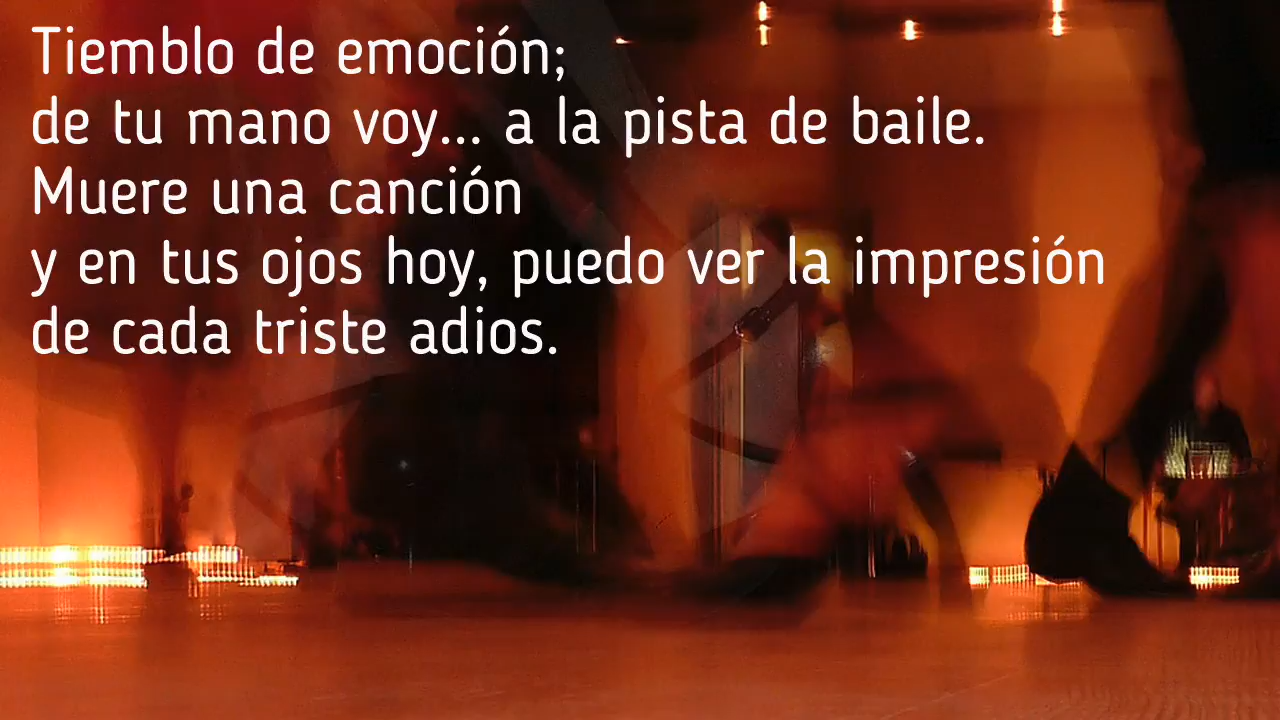 Tiemblo de emoción;
de tu mano voy... a la pista de baile.
Muere una canción
y en tus ojos hoy, puedo ver la impresión
de cada triste adios.